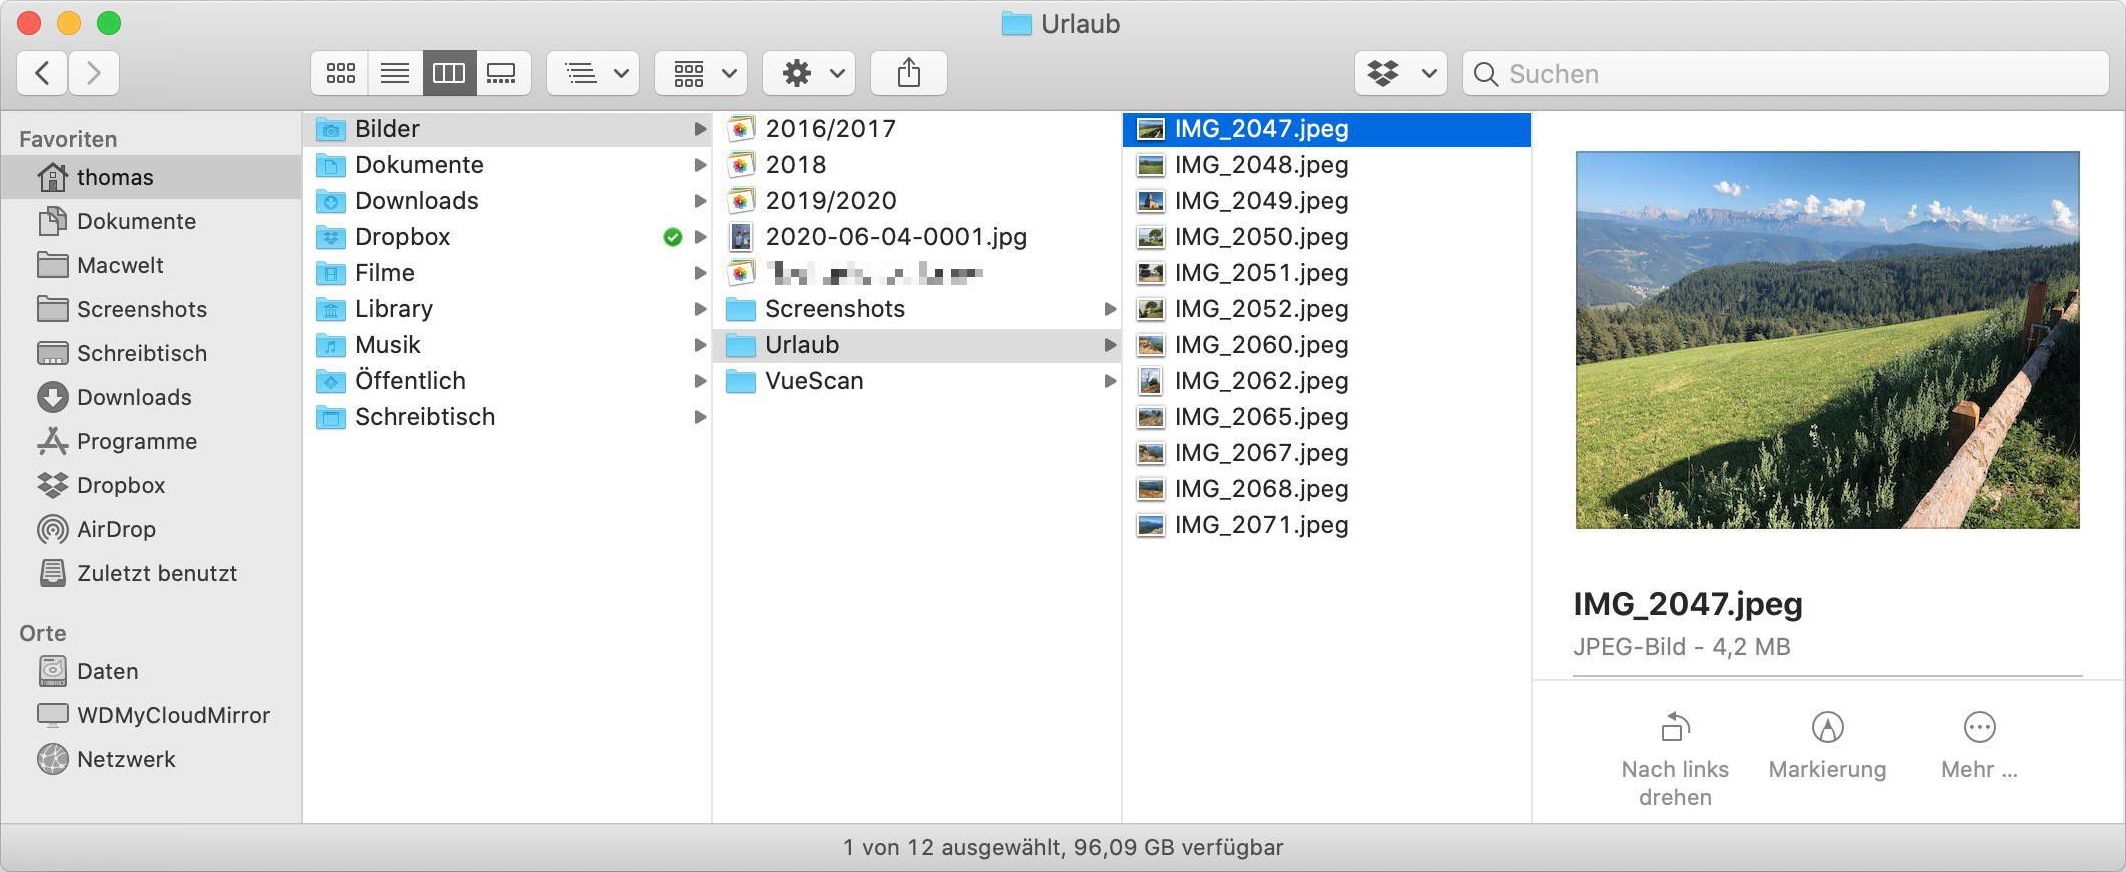 Urlaub
Suchen
Favoriten
thomas
Dokumente
Macwelt
Screenshots
Schreibtisch
Downloads
Programme
Dropbox
AirDrop
Zuletzt benutzt
Orte
Daten
WDMyCloudMirror
Netzwerk
Bilder
Dokumente
Downloads
Dropbox
Filme
Library
Musik
Öffentlich
Schreibtisch
2016/2017
2018
2019/2020
2020-06-04-0001.jpg
Screenshots
Urlaub
VueScan
IMG_2047.jpeg
IMG_2048.jpeg
IMG_2049.jpeg
IMG_2050.jpeg
IMG_2051.jpeg
IMG_2052.jpeg
IMG_2060.jpeg
IMG_2062.jpeg
IMG_2065.jpeg
IMG_2067.jpeg
IMG_2068.jpeg
IMG_2071.jpeg
IMG_2047.jpeg
JPEG-Bild - 4,2 MB
Nach links
drehen
Markierung
Mehr ...
1 von 12 ausgewählt, 96,09 GB verfügbar